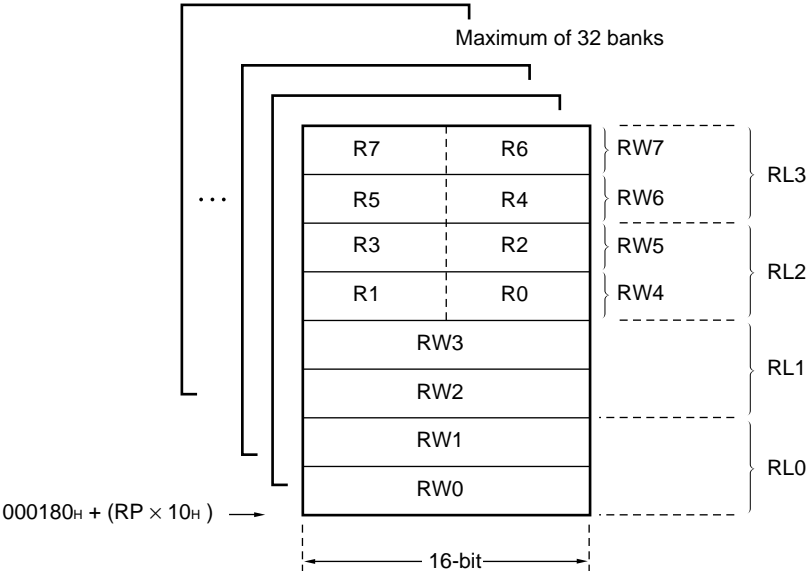 Maximum of 32 banks
R7 R6 RW7
RL3
R5 R4 RW6
R3 R2 RW5
RL2
R1 R0 RW4
RW3
RL1
RW2
RW1
RL0
RW0
000180H + (RP × 10H )
16-bit
...